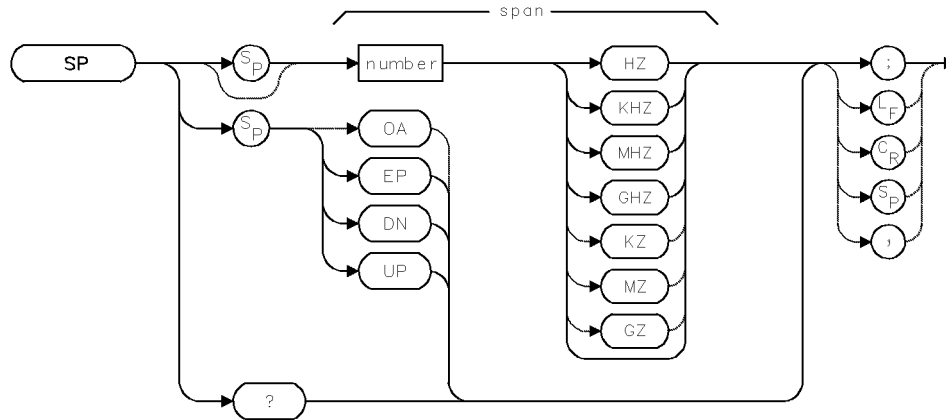 span
SP
SP
number
HZ
;
KHZ
LF
SP
OA
MHZ
CR
EP
GHZ
SP
DN
KZ
,
UP
MZ
GZ
?